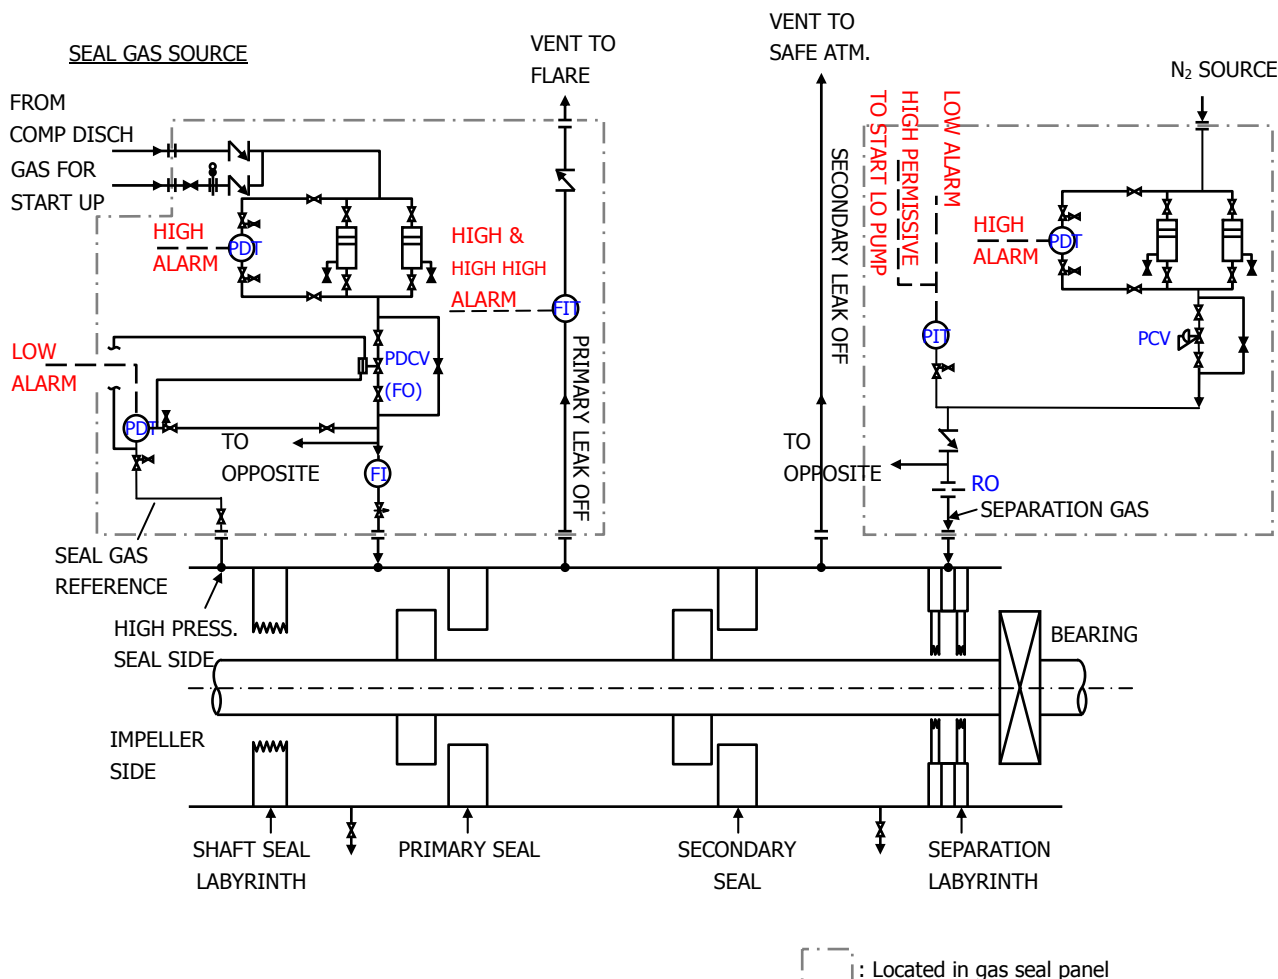 SEAL GAS SOURCE
FROM
COMP DISCH
GAS FOR
START UP
VENT TO
FLARE
VENT TO
SAFE ATM.
N2 SOURCE
HIGH
ALARM
PDT
HIGH &
HIGH HIGH
ALARM
FIT
LOW ALARM
HIGH PERMISSIVE
TO START LO PUMP
SECONDARY LEAK OFF
PRIMARY LEAK OFF
HIGH
ALARM
PDT
PIT
PCV
LOW
ALARM
PDCV
(FO)
PDT
TO
OPPOSITE
FI
TO
OPPOSITE
RO
SEPARATION GAS
SEAL GAS
REFERENCE
HIGH PRESS.
SEAL SIDE
BEARING
IMPELLER
SIDE
SHAFT SEAL
LABYRINTH
PRIMARY SEAL
SECONDARY
SEAL
SEPARATION
LABYRINTH
: Located in gas seal panel